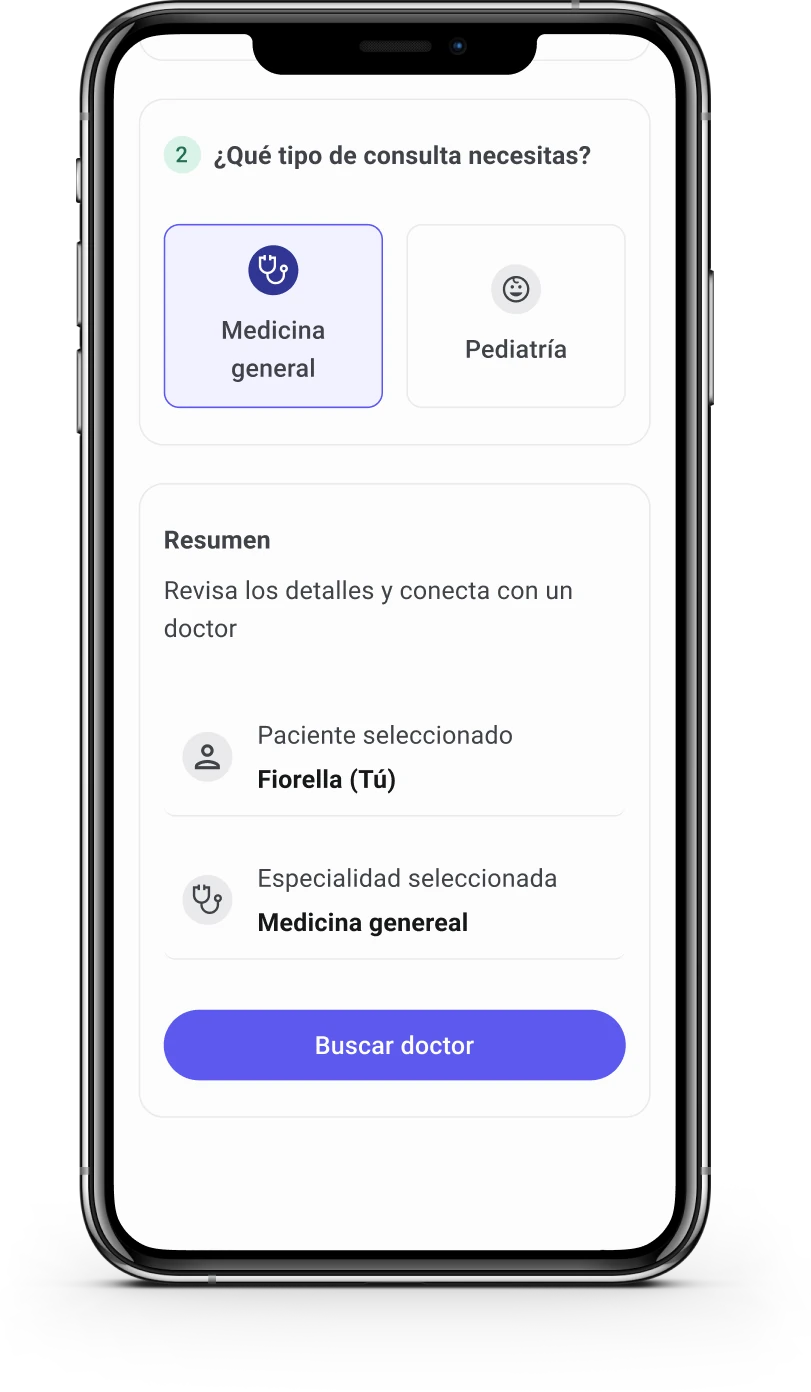 2 ¿Qué tipo de consulta necesitas?
Medicina
general
Pediatría
Resumen
Revisa los detalles y conecta con un
doctor
Paciente seleccionado
Fiorella (Tú)
Especialidad seleccionada
Medicina genereal
Buscar doctor